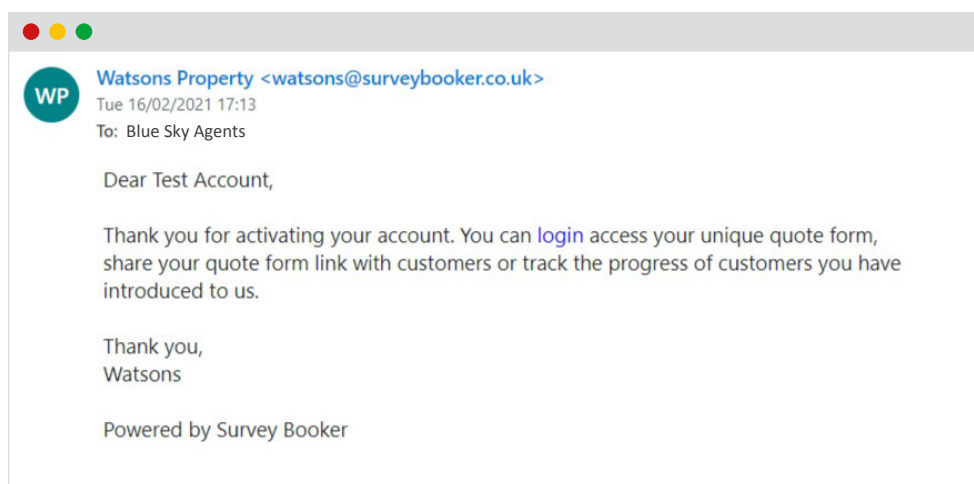 WP
Watsons Property <watsons@surveybooker.co.uk>
Tue 16/02/2021 17:13
To: Blue Sky Agents
Dear Test Account,
Thank you for activating your account. You can login access your unique quote form,
share your quote form link with customers or track the progress of customers you have
introduced to us.
Thank you,
Watsons
Powered by Survey Booker